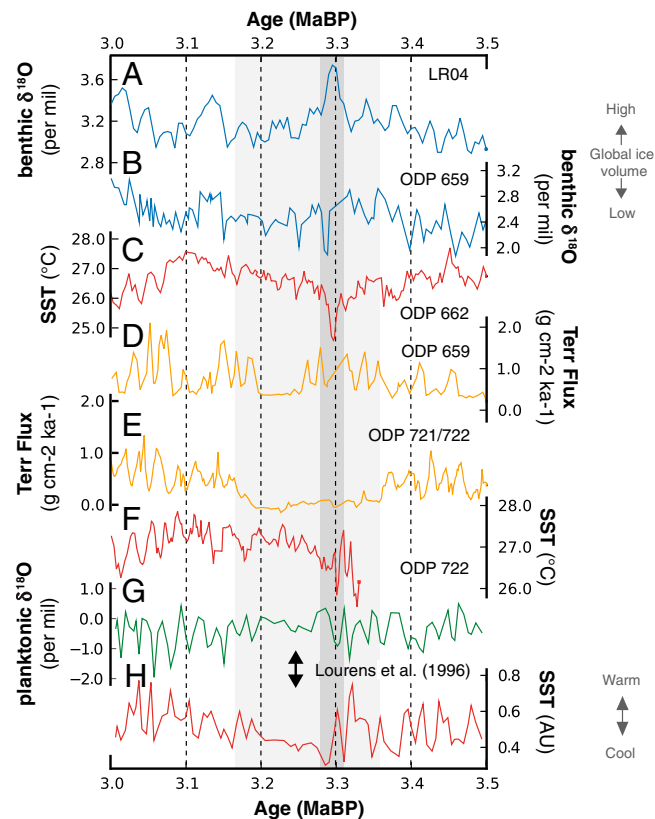 Age (MaBP)
3.0 3.1 3.2 3.3 3.4 3.5
A
LR04
3.6
3.2
2.8
benthic δ¹⁸O
(per mil)
High
Global ice
volume
Low
B
ODP 659
3.2
2.8
2.4
2.0
benthic δ¹⁸O
(per mil)
C
28.0
27.0
26.0
25.0
SST (°C)
ODP 662
D
ODP 659
2.0
1.0
0.0
Terr Flux
(g cm-2 ka-1)
E
2.0
1.0
0.0
Terr Flux
(g cm-2 ka-1)
ODP 721/722
F
28.0
27.0
26.0
SST (°C)
ODP 722
G
1.0
0.0
−1.0
−2.0
planktonic δ¹⁸O
(per mil)
Lourens et al. (1996)
H
0.8
0.6
0.4
SST (AU)
Warm
Cool
3.0 3.1 3.2 3.3 3.4 3.5
Age (MaBP)